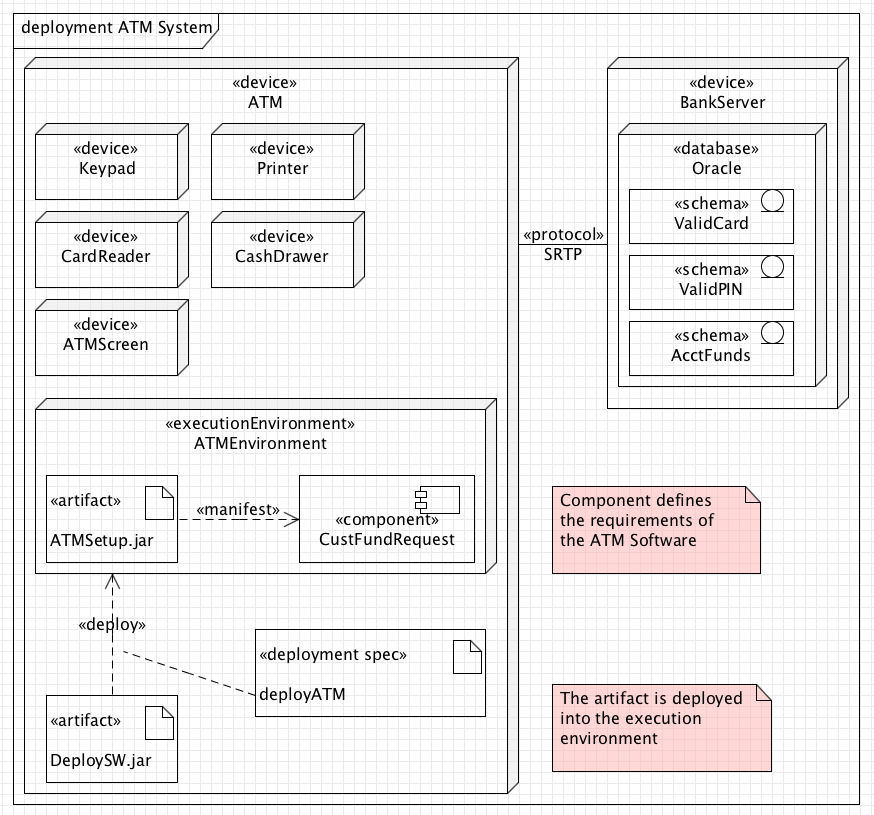 deployment ATM System
«device»
ATM
«device»
Keypad
«device»
Printer
«device»
CardReader
«device»
CashDrawer
«device»
ATMScreen
«executionEnvironment»
ATMEnvironment
«artifact»
ATMSetup.jar
«manifest»
«component»
CustFundRequest
«deploy»
«deployment spec»
deployATM
«artifact»
DeploySW.jar
«protocol»
SRTP
«device»
BankServer
«database»
Oracle
«schema»
ValidCard
«schema»
ValidPIN
«schema»
AcctFunds
Component defines
the requirements of
the ATM Software
The artifact is deployed
into the execution
environment